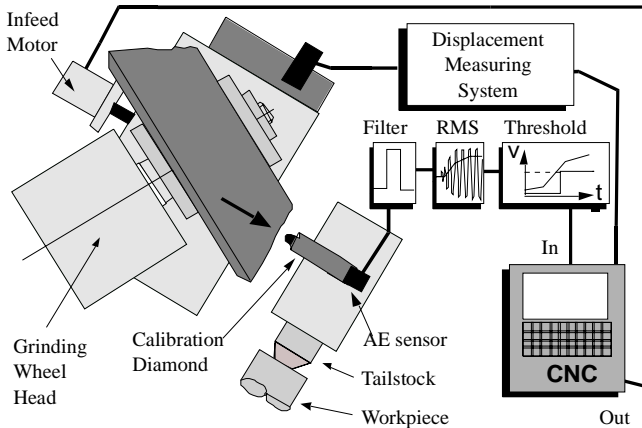 Infeed
Motor
Displacement
Measuring
System
Filter
RMS
Threshold
V
t
In
Calibration
Diamond
AE sensor
Grinding
Wheel
Head
Tailstock
Workpiece
CNC
Out